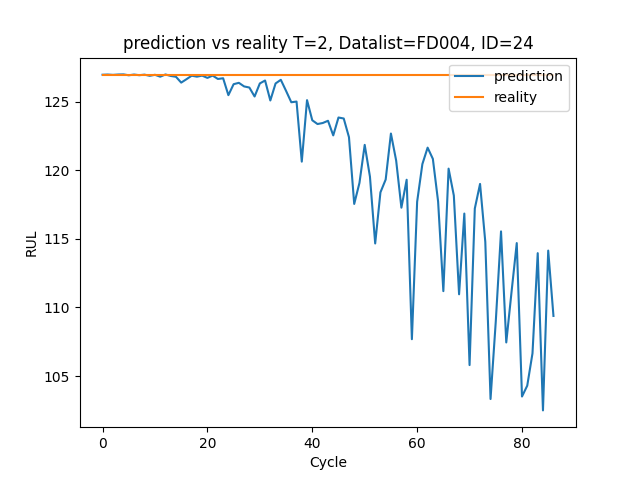 prediction vs reality T=2, Datalist=FD004, ID=24
prediction
reality
125
120
115
110
105
RUL
0 20 40 60 80
Cycle